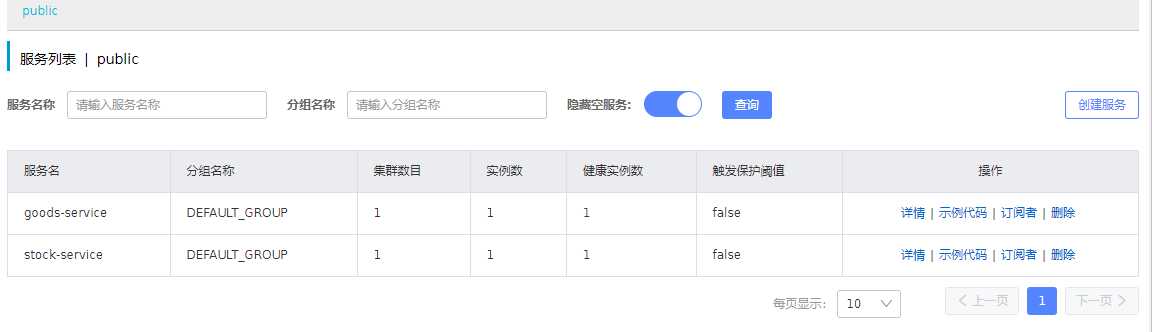 public
服务列表 | public
服务名称 请输入服务名称 分组名称 请输入分组名称 隐藏空服务: 查询 创建服务
服务名 分组名称 集群数目 实例数 健康实例数 触发保护阈值 操作
goods-service DEFAULT_GROUP 1 1 1 false 详情 | 示例代码 | 订阅者 | 删除
stock-service DEFAULT_GROUP 1 1 1 false 详情 | 示例代码 | 订阅者 | 删除
每页显示: 10 上一页 1 下一页